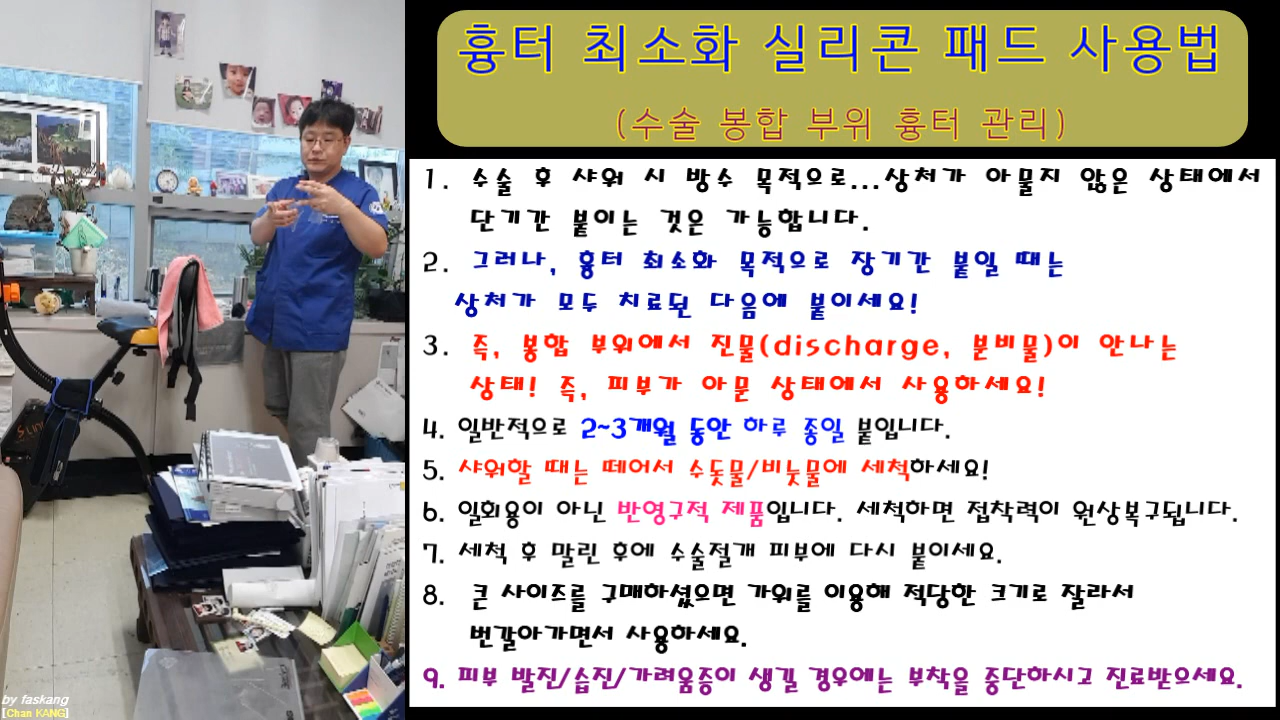 흉터 최소화 실리콘 패드 사용법
(수술 봉합 부위 흉터 관리)
1. 수술 후 샤워 시 방수 목적으로...상처가 아물지 않은 상태에서
단기간 붙이는 것은 가능합니다.
2. 그러나, 흉터 최소화 목적으로 장기간 붙일 때는
상처가 모두 치료된 다음에 붙이세요!
3. 즉, 봉합 부위에서 진물(discharge, 분비물)이 안나는
상태! 즉, 피부가 아문 상태에서 사용하세요!
4. 일반적으로 2~3개월 동안 하루 종일 붙입니다.
5. 샤워할 때는 떼어서 수돗물/비눗물에 세척하세요!
6. 일회용이 아닌 반영구적 제품입니다. 세척하면 접착력이 원상복구됩니다.
7. 세척 후 말린 후에 수술절개 피부에 다시 붙이세요.
8. 큰 사이즈를 구매하셨으면 가위를 이용해 적당한 크기로 잘라서
번갈아가면서 사용하세요.
9. 피부 발진/습진/가려움증이 생길 경우에는 부착을 중단하시고 진료받으세요.
by faskang
[Chan KANG]